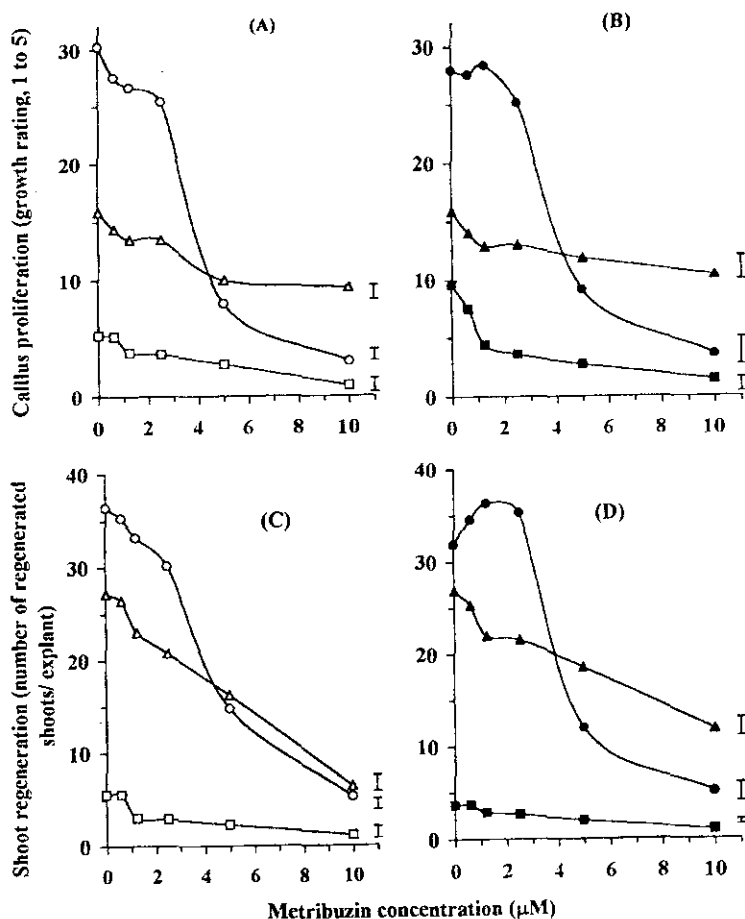 (A)
(B)
Calllus proliferation (growth rating, 1 to 5)
30
20
10
0
30
20
10
0
0 2 4 6 8 10
0 2 4 6 8 10
(C)
(D)
Shoot regeneration (number of regenerated
shoots/ explant)
40
30
20
10
0
40
30
20
10
0
0 2 4 6 8 10
0 2 4 6 8 10
Metribuzin concentration (μM)